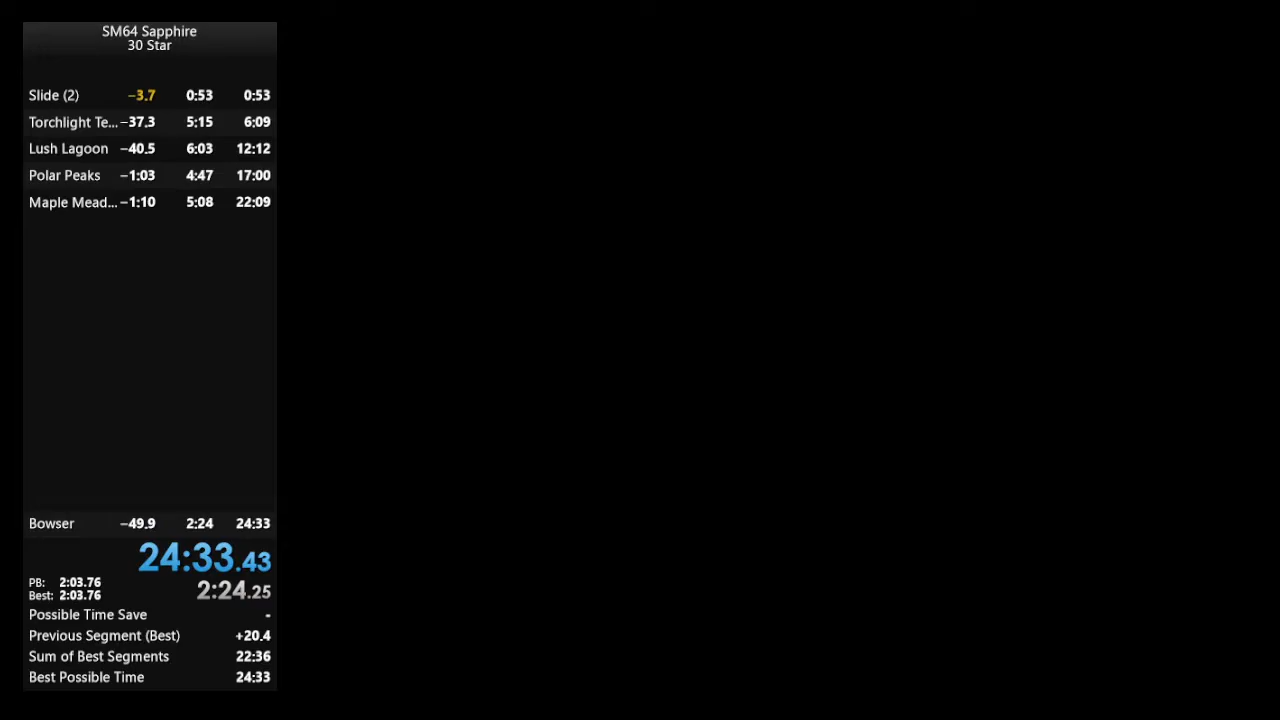 SM64 Sapphire
30 Star
Slide (2) −3.7 0:53 0:53
Torchlight Te... −37.3 5:15 6:09
Lush Lagoon −40.5 6:03 12:12
Polar Peaks −1:03 4:47 17:00
Maple Mead... −1:10 5:08 22:09
Bowser −49.9 2:24 24:33
24:33.43
PB: 2:03.76
Best: 2:03.76
2:24.25
Possible Time Save -
Previous Segment (Best) +20.4
Sum of Best Segments 22:36
Best Possible Time 24:33